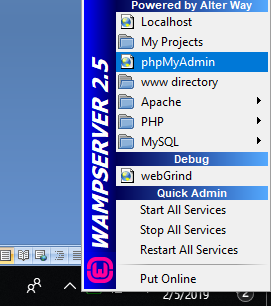 Powered by Alter Way
Localhost
My Projects
phpMyAdmin
www directory
Apache
PHP
MySQL
Debug
webGrind
Quick Admin
Start All Services
Stop All Services
Restart All Services
Put Online
WAMPSERVER 2.5
2/5/2019
2